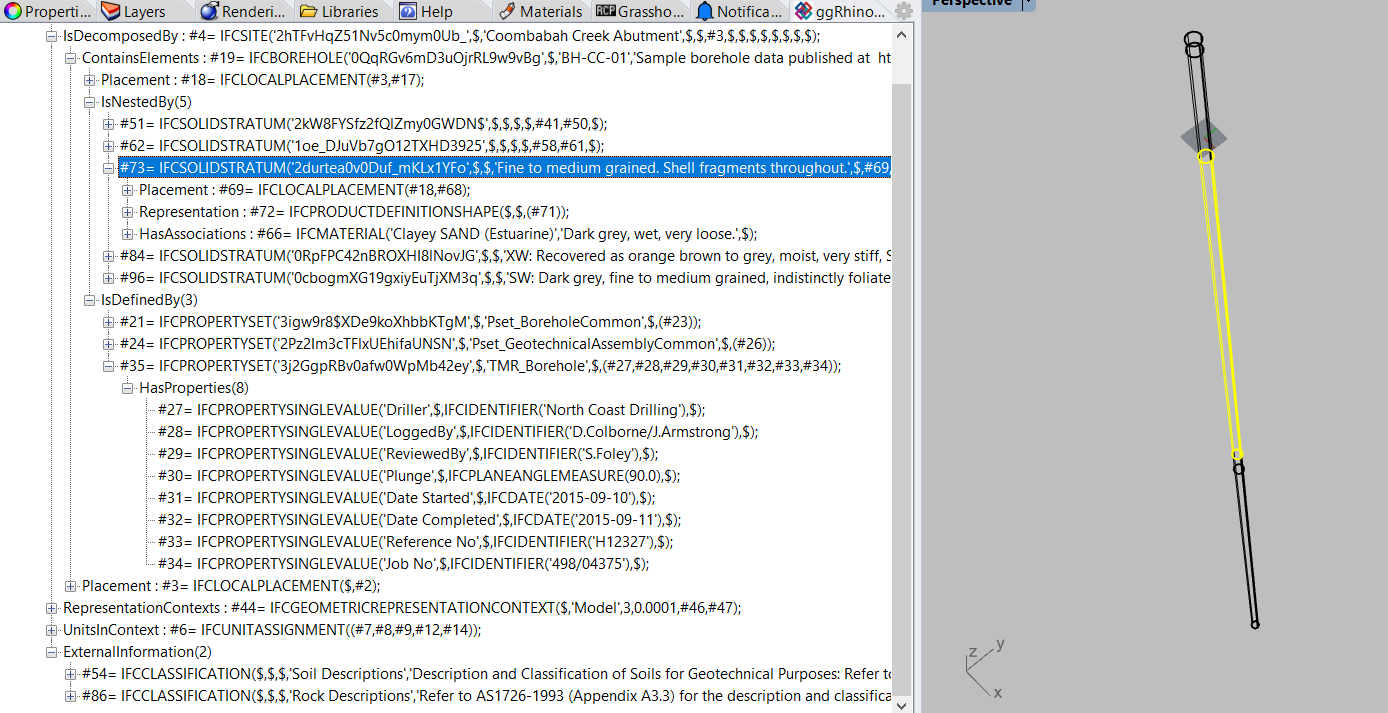 Properti... Layers Renderi... Libraries Help Materials RCP Grassho... Notifica... ggRhino... Perspective
IsDecomposedBy : #4= IFCSITE('2hTFvHqZ51Nv5c0mym0Ub_',$,'Coombabah Creek Abutment',$,$,#3,$,$,$,$,$,$,$,$);
ContainsElements : #19= IFCBOREHOLE('0QqRGv6mD3uOjrRL9w9vBg',$,'BH-CC-01','Sample borehole data published at ht
Placement : #18= IFCLOCALPLACEMENT(#3,#17);
IsNestedBy(5)
#51= IFCSOLIDSTRATUM('2kW8FYSfz2fQlZmy0GWDN$',$,$,$,$,#41,#50,$);
#62= IFCSOLIDSTRATUM('1oe_DJuVb7gO12TXHD3925',$,$,$,$,#58,#61,$);
#73= IFCSOLIDSTRATUM('2durtea0v0Duf_mKLx1YFo',$,$,'Fine to medium grained. Shell fragments throughout.',$,#69,
Placement : #69= IFCLOCALPLACEMENT(#18,#68);
Representation : #72= IFCPRODUCTDEFINITIONSHAPE($,$,(#71));
HasAssociations : #66= IFCMATERIAL('Clayey SAND (Estuarine)','Dark grey, wet, very loose.',$);
#84= IFCSOLIDSTRATUM('0RpFPC42nBROXHI8INovJG',$,$,'XW: Recovered as orange brown to grey, moist, very stiff, S
#96= IFCSOLIDSTRATUM('0cbogmXG19gxiyEuTjXM3q',$,$,'SW: Dark grey, fine to medium grained, indistinctly foliate
IsDefinedBy(3)
#21= IFCPROPERTYSET('3igw9r8$XDe9koXhbbKTgM',$,'Pset_BoreholeCommon',$,(#23));
#24= IFCPROPERTYSET('2Pz2Im3cTFIxUEhifaUNSN',$,'Pset_GeotechnicalAssemblyCommon',$,(#26));
#35= IFCPROPERTYSET('3j2GgpRBv0afw0WpMb42ey',$,'TMR_Borehole',$,(#27,#28,#29,#30,#31,#32,#33,#34));
HasProperties(8)
#27= IFCPROPERTYSINGLEVALUE('Driller',$,IFCIDENTIFIER('North Coast Drilling'),$);
#28= IFCPROPERTYSINGLEVALUE('LoggedBy',$,IFCIDENTIFIER('D.Colborne/J.Armstrong'),$);
#29= IFCPROPERTYSINGLEVALUE('ReviewedBy',$,IFCIDENTIFIER('S.Foley'),$);
#30= IFCPROPERTYSINGLEVALUE('Plunge',$,IFCPLANEANGLEMEASURE(90.0),$);
#31= IFCPROPERTYSINGLEVALUE('Date Started',$,IFCDATE('2015-09-10'),$);
#32= IFCPROPERTYSINGLEVALUE('Date Completed',$,IFCDATE('2015-09-11'),$);
#33= IFCPROPERTYSINGLEVALUE('Reference No',$,IFCIDENTIFIER('H12327'),$);
#34= IFCPROPERTYSINGLEVALUE('Job No',$,IFCIDENTIFIER('498/04375'),$);
Placement : #3= IFCLOCALPLACEMENT($,#2);
RepresentationContexts : #44= IFCGEOMETRICREPRESENTATIONCONTEXT($,'Model',3,0.0001,#46,#47);
UnitsInContext : #6= IFCUNITASSIGNMENT((#7,#8,#9,#12,#14));
ExternalInformation(2)
#54= IFCCLASSIFICATION($,$,$,'Soil Descriptions','Description and Classification of Soils for Geotechnical Purposes: Refer to
#86= IFCCLASSIFICATION($,$,$,'Rock Descriptions','Refer to AS1726-1993 (Appendix A3.3) for the description and classifica
z y
x